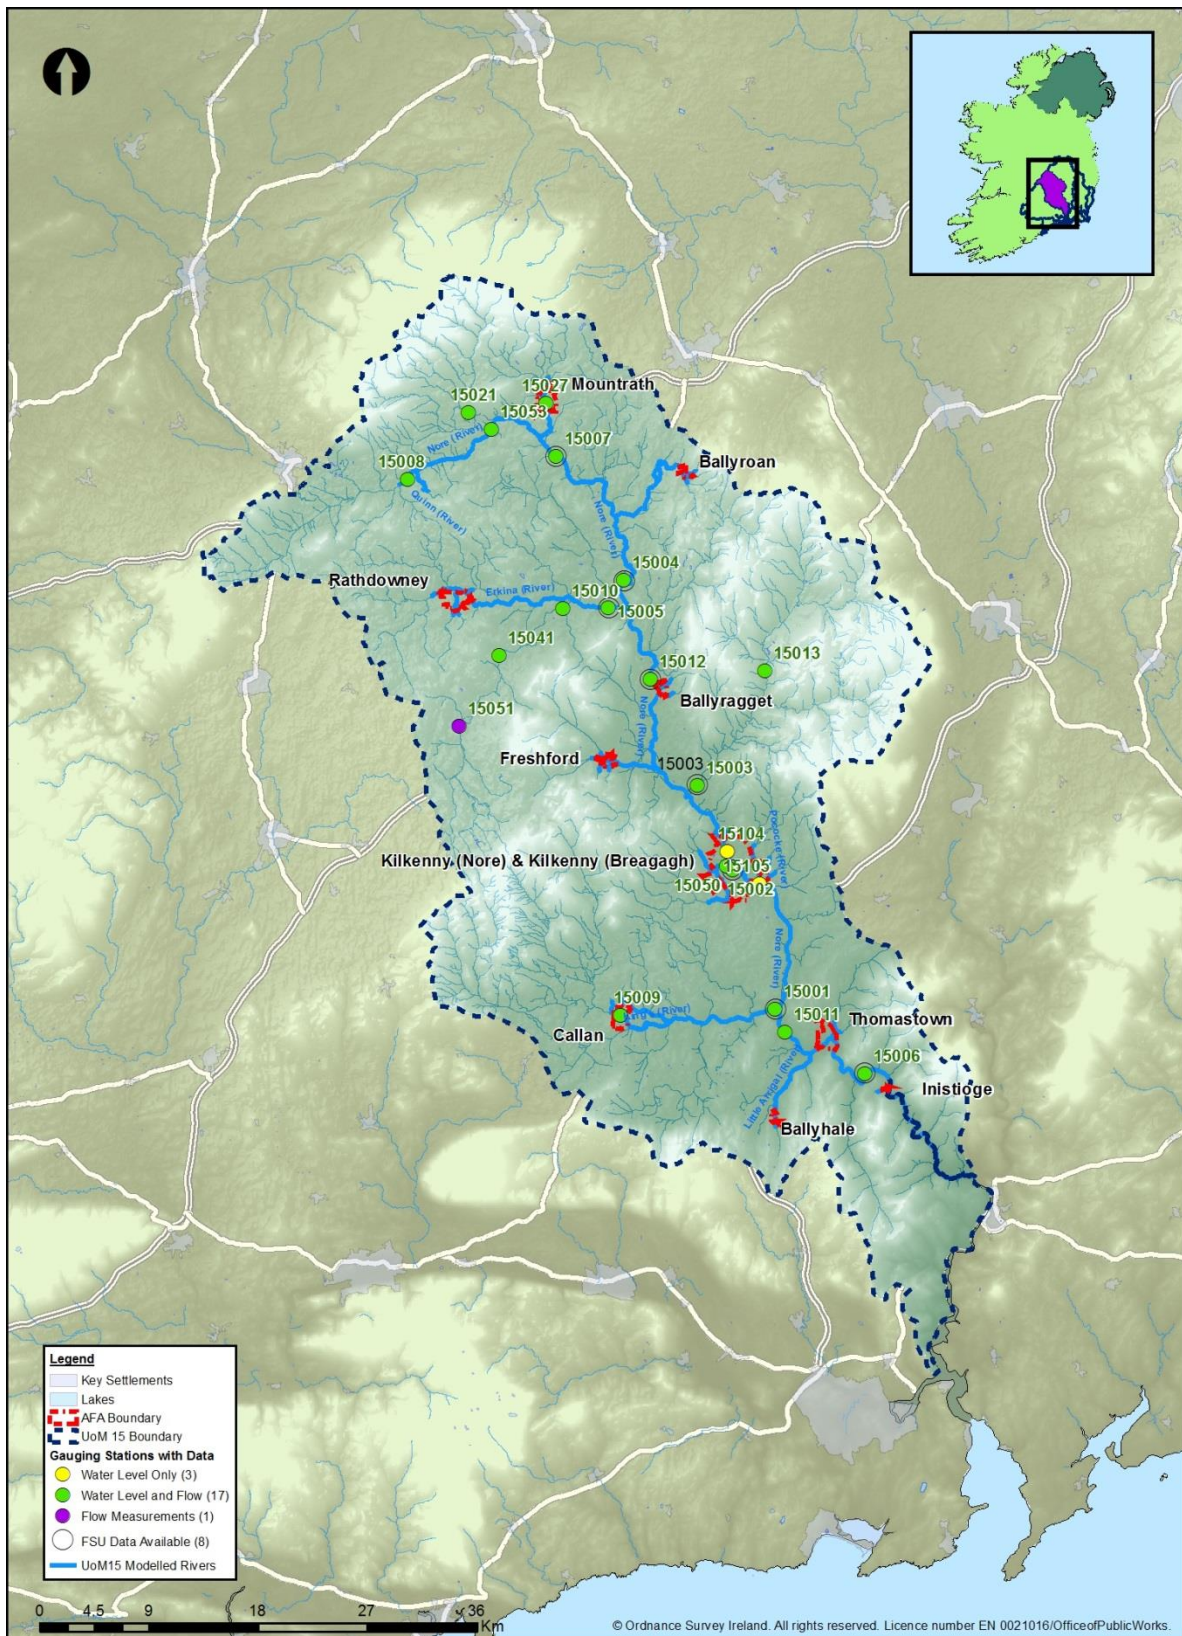 15027
Mountrath
15021
15053
Nore (River)
15007
15008
Ballyroan
Quinn (River)
Nore (River)
15004
Rathdowney
Erkina (River)
15010
15005
15041
15012
15013
Ballyragget
15051
Nore (River)
Freshford
15003
15003
15104
Pococke (River)
Kilkenny (Nore) & Kilkenny (Breagagh)
15105
15050
15002
Nore (River)
15009
15001
15011
Thomastown
Callan
15006
Inistioge
Little Arrigal (River)
Ballyhale
Legend
Key Settlements
Lakes
AFA Boundary
UoM 15 Boundary
Gauging Stations with Data
Water Level Only (3)
Water Level and Flow (17)
Flow Measurements (1)
FSU Data Available (8)
UoM15 Modelled Rivers
0 4.5 9 18 27 36
Km
© Ordnance Survey Ireland. All rights reserved. Licence number EN 0021016/OfficeofPublicWorks.